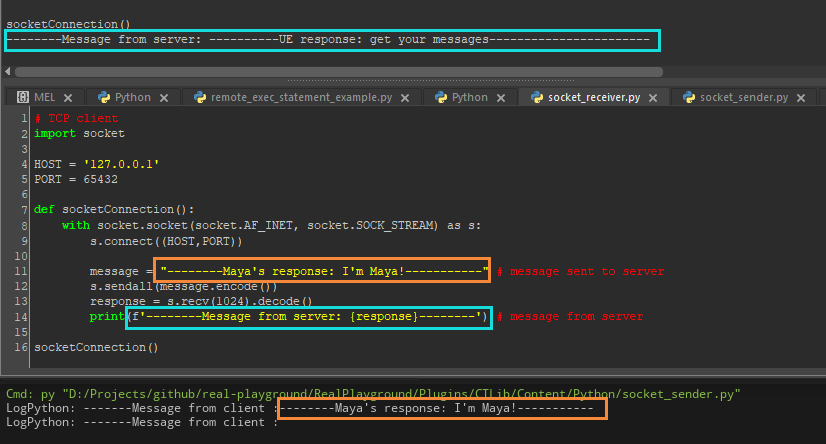 socketConnection()
--------Message from server: ----------UE response: get your messages-----------------------
MEL Python remote_exec_statement_example.py Python socket_receiver.py socket_sender.py
1 # TCP client
2 import socket
3
4 HOST = '127.0.0.1'
5 PORT = 65432
6
7 def socketConnection():
8 with socket.socket(socket.AF_INET, socket.SOCK_STREAM) as s:
9 s.connect((HOST,PORT))
10
11 message = "--------Maya's response: I'm Maya!-----------" # message sent to server
12 s.sendall(message.encode())
13 response = s.recv(1024).decode()
14 print(f'--------Message from server: {response}--------') # message from server
15
16 socketConnection()
Cmd: py "D:/Projects/github/real-playground/RealPlayground/Plugins/CTLib/Content/Python/socket_sender.py"
LogPython: -------Message from client :--------Maya's response: I'm Maya!-----------
LogPython: -------Message from client :